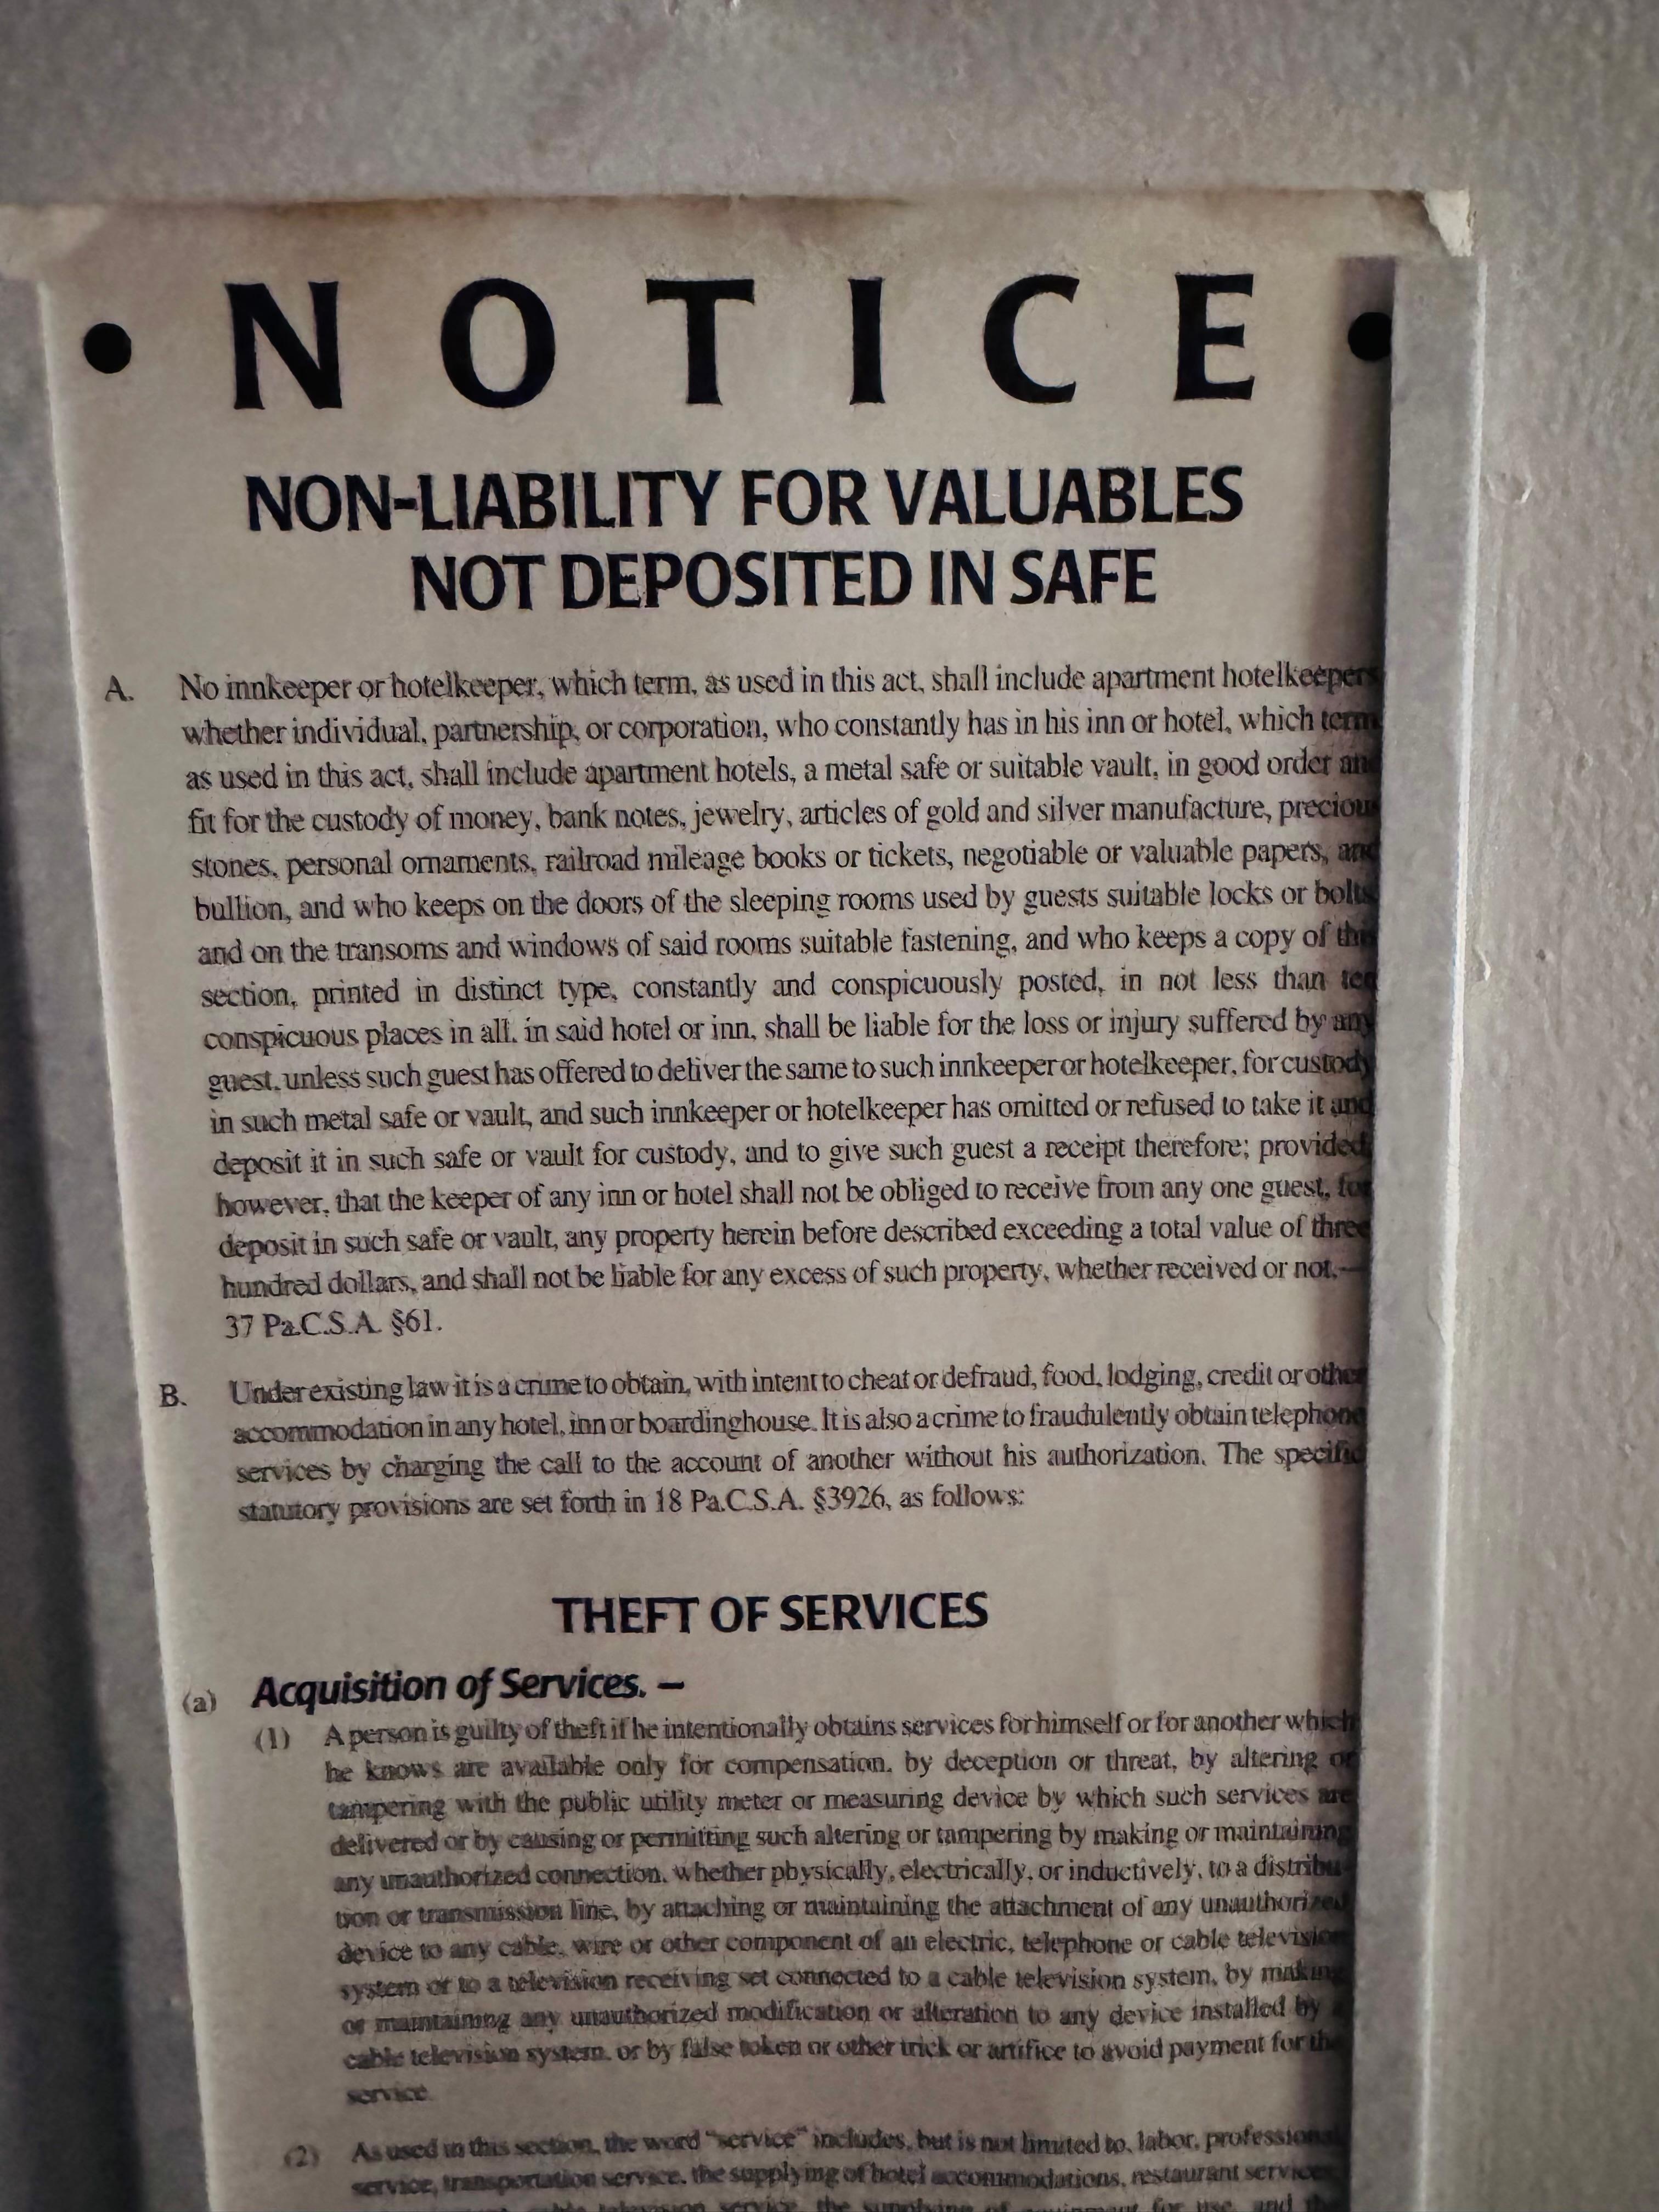 • N O T I C E •
NON-LIABILITY FOR VALUABLES
NOT DEPOSITED IN SAFE
A. No innkeeper or hotelkeeper, which term, as used in this act, shall include apartment hotelkeepers
whether individual, partnership, or corporation, who constantly has in his inn or hotel, which term
as used in this act, shall include apartment hotels, a metal safe or suitable vault, in good order and
fit for the custody of money, bank notes, jewelry, articles of gold and silver manufacture, precious
stones, personal ornaments, railroad mileage books or tickets, negotiable or valuable papers, and
bullion, and who keeps on the doors of the sleeping rooms used by guests suitable locks or bolts
and on the transoms and windows of said rooms suitable fastening, and who keeps a copy of this
section, printed in distinct type, constantly and conspicuously posted, in not less than ten
conspicuous places in all, in said hotel or inn, shall be liable for the loss or injury suffered by any
guest, unless such guest has offered to deliver the same to such innkeeper or hotelkeeper, for custody
in such metal safe or vault, and such innkeeper or hotelkeeper has omitted or refused to take it and
deposit it in such safe or vault for custody, and to give such guest a receipt therefore; provided,
however, that the keeper of any inn or hotel shall not be obliged to receive from any one guest, for
deposit in such safe or vault, any property herein before described exceeding a total value of three
hundred dollars, and shall not be liable for any excess of such property, whether received or not.—
37 Pa.C.S.A. §61.
B. Under existing law it is a crime to obtain, with intent to cheat or defraud, food, lodging, credit or other
accommodation in any hotel, inn or boardinghouse. It is also a crime to fraudulently obtain telephone
services by charging the call to the account of another without his authorization. The specific
statutory provisions are set forth in 18 Pa.C.S.A. §3926, as follows:
THEFT OF SERVICES
(a) Acquisition of Services. —
(1) A person is guilty of theft if he intentionally obtains services for himself or for another which
he knows are available only for compensation, by deception or threat, by altering or
tampering with the public utility meter or measuring device by which such services are
delivered or by causing or permitting such altering or tampering by making or maintaining
any unauthorized connection, whether physically, electrically, or inductively, to a distribu-
tion or transmission line, by attaching or maintaining the attachment of any unauthorized
device to any cable, wire or other component of an electric, telephone or cable television
system or to a television receiving set connected to a cable television system, by making
or maintaining any unauthorized modification or alteration to any device installed by a
cable television system, or by false token or other trick or artifice to avoid payment for the
service.
(2) As used in this section, the word "service" includes, but is not limited to, labor, professional
service, transportation service, the supplying of hotel accommodations, restaurant services,
cable television service, the supplying of equipment for use, and the